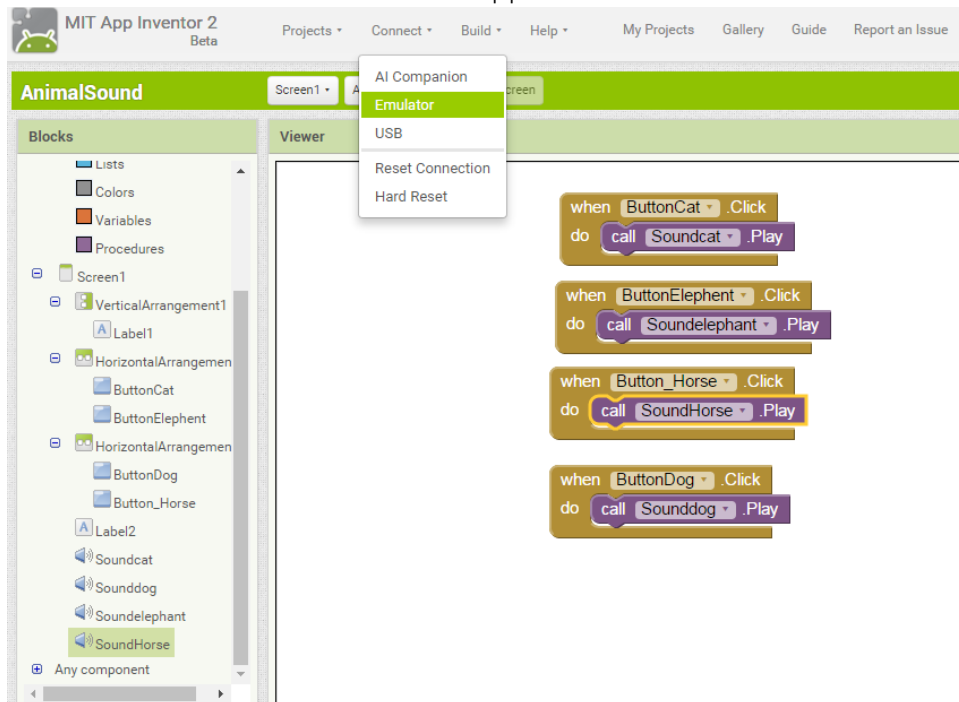 MIT App Inventor 2
Beta
Projects Connect Build Help My Projects Gallery Guide Report an Issue
AI Companion
Emulator
USB
Reset Connection
Hard Reset
AnimalSound
Screen1
Blocks
Viewer
Lists
Colors
Variables
Procedures
Screen1
VerticalArrangement1
Label1
HorizontalArrangemen
ButtonCat
ButtonElephent
HorizontalArrangemen
ButtonDog
Button_Horse
Label2
Soundcat
Sounddog
Soundelephant
SoundHorse
Any component
when ButtonCat .Click
do call Soundcat .Play
when ButtonElephent .Click
do call Soundelephant .Play
when Button_Horse .Click
do call SoundHorse .Play
when ButtonDog .Click
do call Sounddog .Play